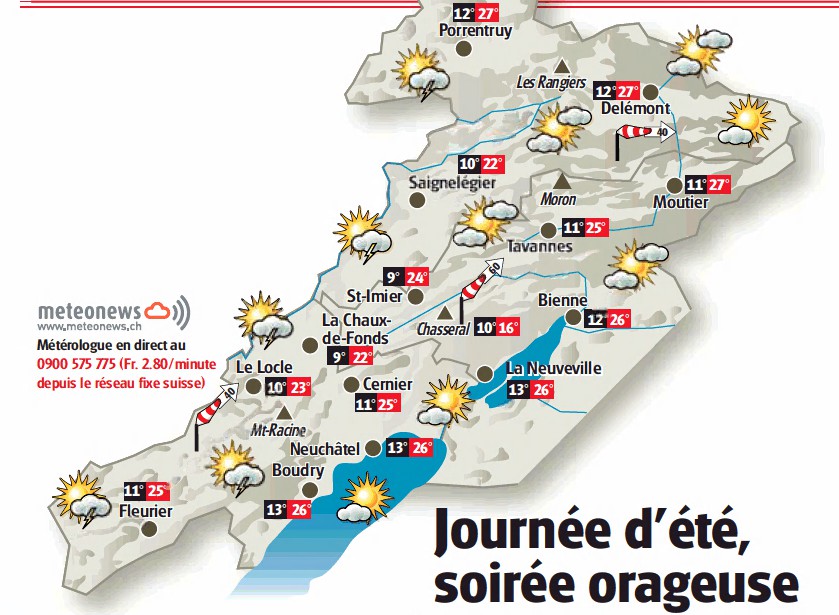 12° 27°
Porrentruy
Les Rangiers
12° 27°
Delémont
40
10° 22°
Saignelégier
Moron
11° 27°
Moutier
11° 25°
Tavannes
9° 24°
St-Imier
60
Bienne
12° 26°
Chasseral
10° 16°
meteonews
www.meteonews.ch
Métérologue en direct au
0900 575 775 (Fr. 2.80/minute
depuis le réseau fixe suisse)
La Chaux-
de-Fonds
9° 22°
Le Locle
10° 23°
40
Cernier
11° 25°
La Neuveville
13° 26°
Mt-Racine
Neuchâtel
13° 26°
Boudry
13° 26°
11° 25°
Fleurier
Journée d’été,
soirée orageuse